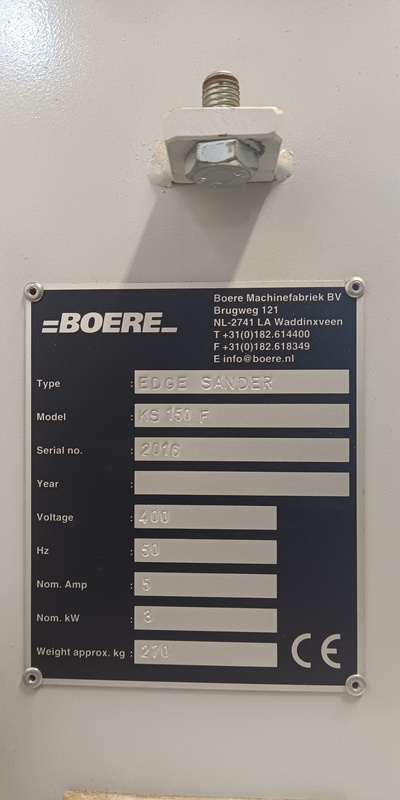 =BOERE_
Boere Machinefabriek BV
Brugweg 121
NL-2741 LA Waddinxveen
T +31(0)182.614400
F +31(0)182.618349
E info@boere.nl
Type : EDGE SANDER
Model : KS 150 F
Serial no. : 2016
Year :
Voltage : 400
Hz : 50
Nom. Amp : 5
Nom. kW : 3
Weight approx. kg : 270
CE